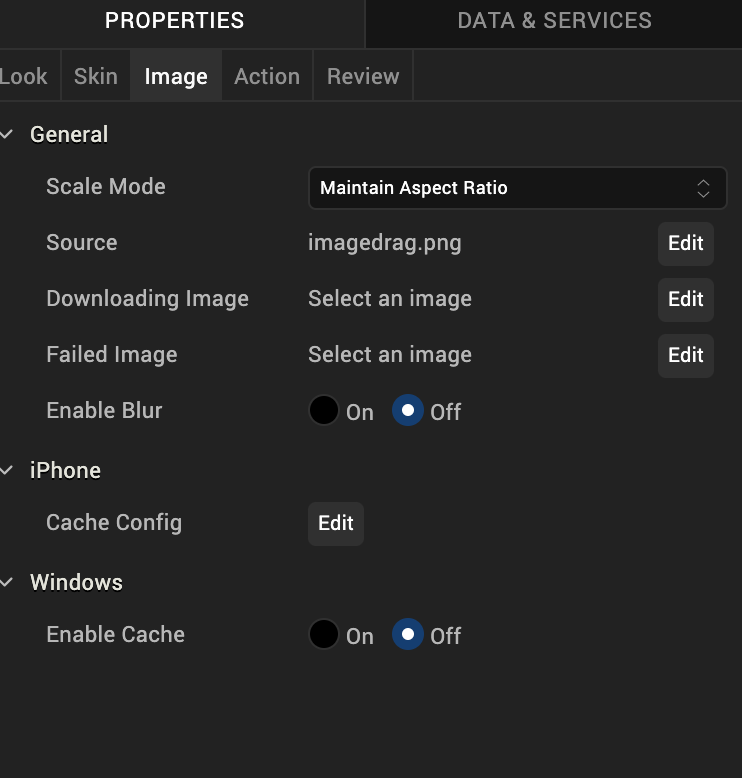 PROPERTIES DATA & SERVICES
Look Skin Image Action Review
General
Scale Mode Maintain Aspect Ratio
Source imagedrag.png Edit
Downloading Image Select an image Edit
Failed Image Select an image Edit
Enable Blur On Off
iPhone
Cache Config Edit
Windows
Enable Cache On Off